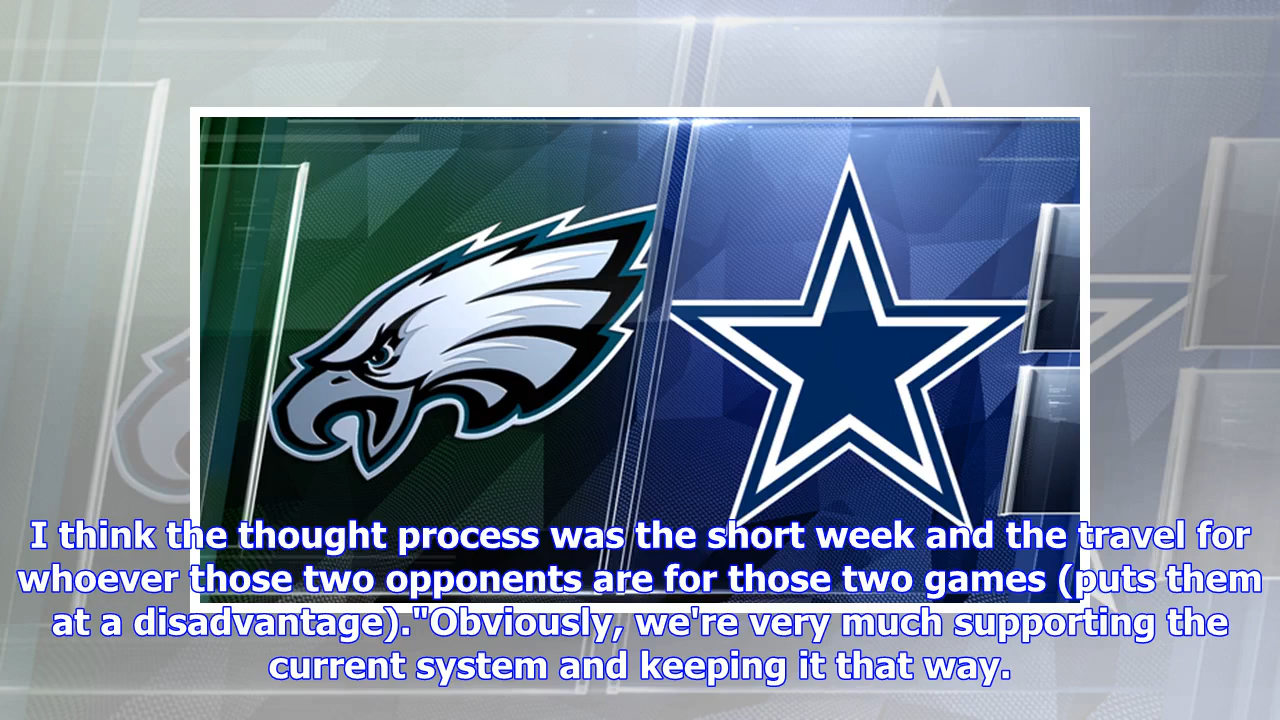 I think the thought process was the short week and the travel for
whoever those two opponents are for those two games (puts them
at a disadvantage)."Obviously, we're very much supporting the
current system and keeping it that way.